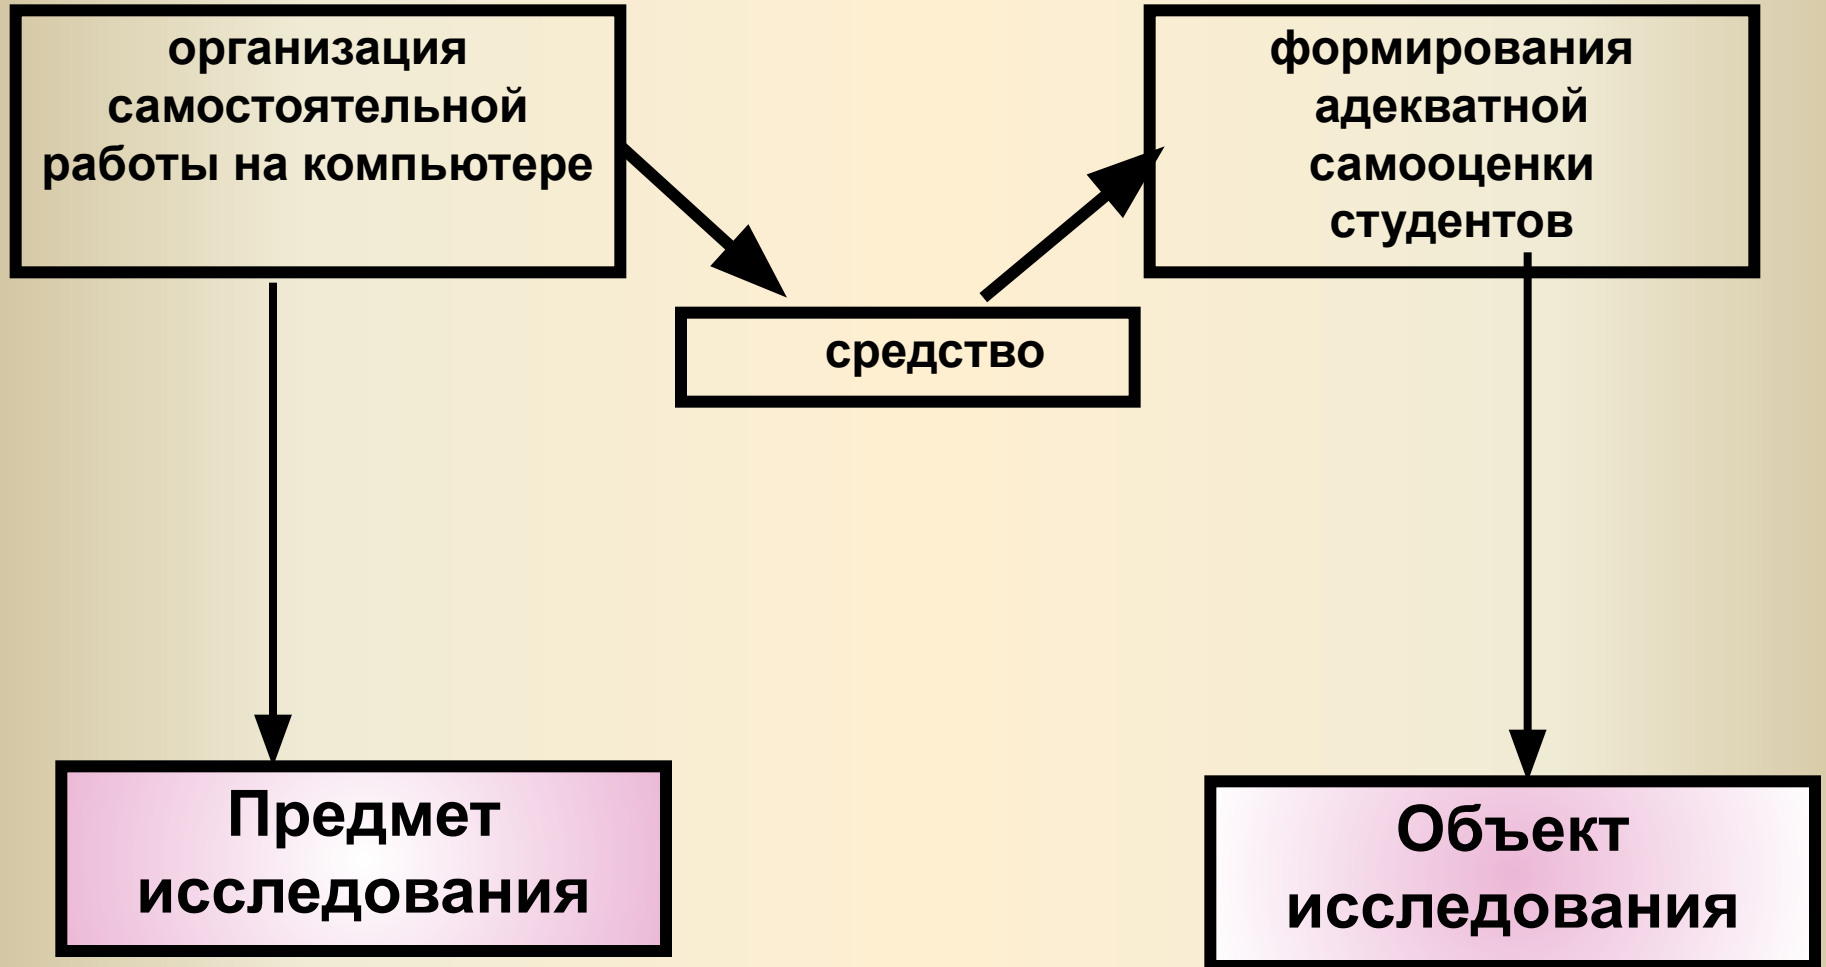 организация
самостоятельной
работы на компьютере
формирования
адекватной
самооценки
студентов
средство
Предмет
исследования
Объект
исследования